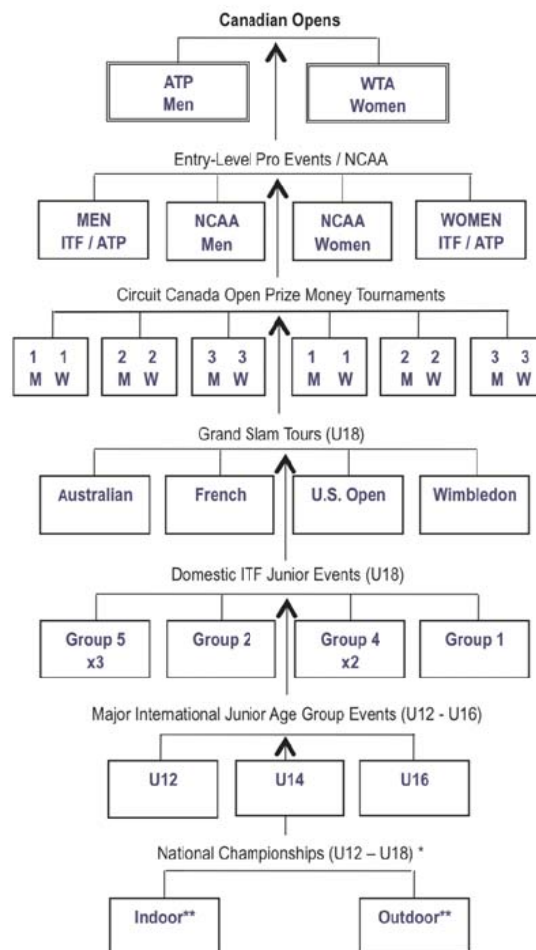 Canadian Opens
ATP
Men
WTA
Women
Entry-Level Pro Events / NCAA
MEN
ITF / ATP
NCAA
Men
NCAA
Women
WOMEN
ITF / ATP
Circuit Canada Open Prize Money Tournaments
1 1
M W
2 2
M W
3 3
M W
1 1
M W
2 2
M W
3 3
M W
Grand Slam Tours (U18)
Australian
French
U.S. Open
Wimbledon
Domestic ITF Junior Events (U18)
Group 5
x3
Group 2
Group 4
x2
Group 1
Major International Junior Age Group Events (U12 - U16)
U12
U14
U16
National Championships (U12 – U18) *
Indoor**
Outdoor**